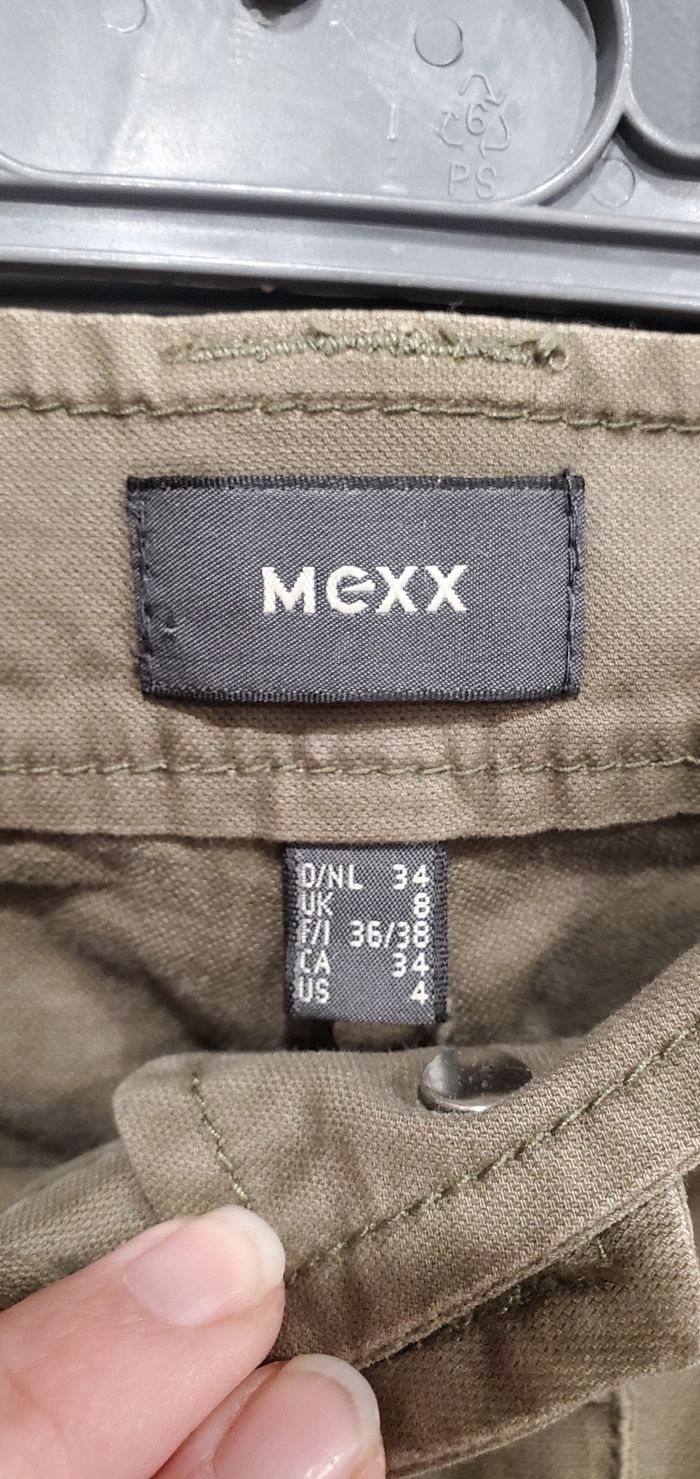 6
PS
mexx
D/NL 34
UK 8
F/I 36/38
CA 34
US 4